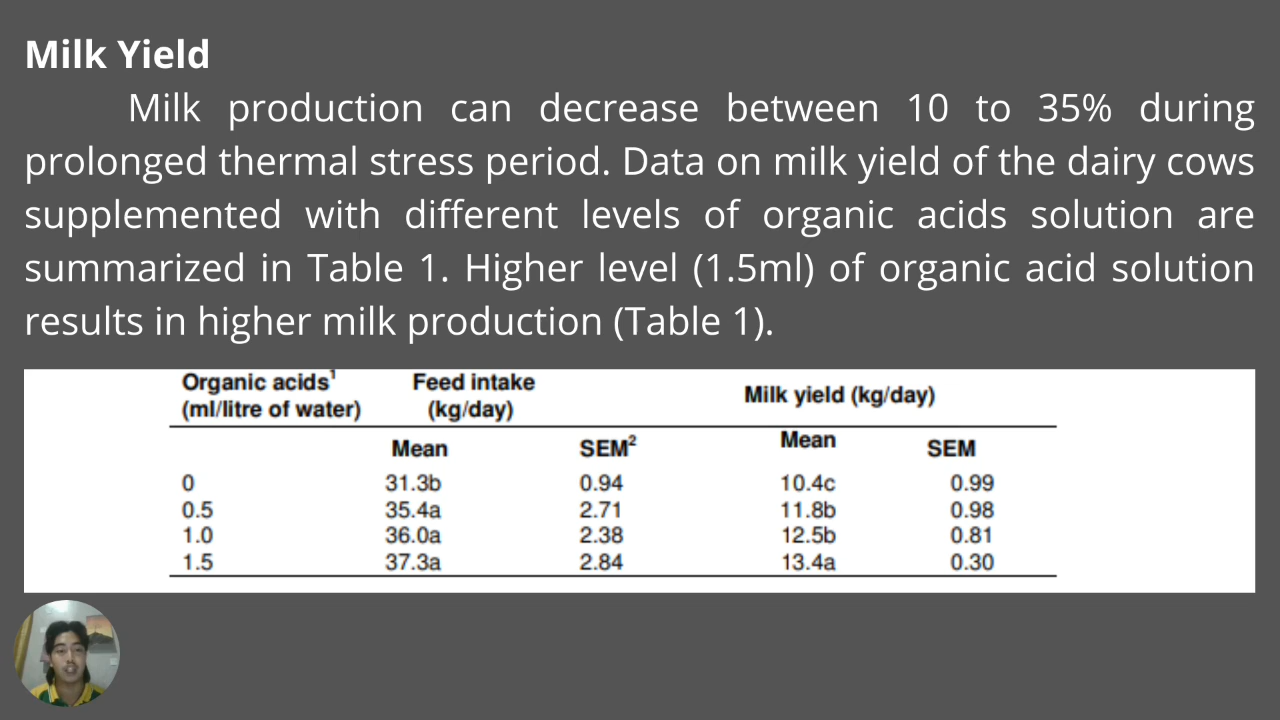 Milk Yield
Milk production can decrease between 10 to 35% during
prolonged thermal stress period. Data on milk yield of the dairy cows
supplemented with different levels of organic acids solution are
summarized in Table 1. Higher level (1.5ml) of organic acid solution
results in higher milk production (Table 1).
Organic acids¹ Feed intake Milk yield (kg/day)
(ml/litre of water) (kg/day)
Mean SEM² Mean SEM
0 31.3b 0.94 10.4c 0.99
0.5 35.4a 2.71 11.8b 0.98
1.0 36.0a 2.38 12.5b 0.81
1.5 37.3a 2.84 13.4a 0.30